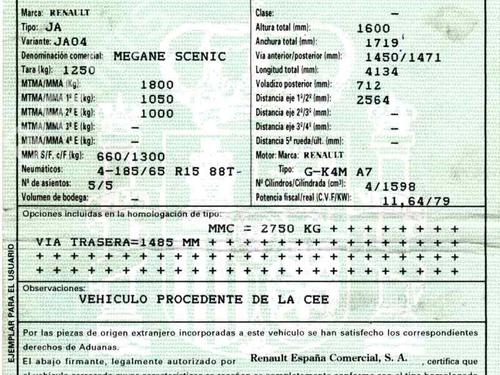 Marca: RENAULT
Tipo: JA
Variante: JA04
Denominación comercial: MEGANE SCENIC
Tara (kg): 1250
MTMA/MMA (Kg): 1800
MTMA/MMA 1º E (kg): 1050
MTMA/MMA 2º E (kg): 1000
MTMA/MMA 3º E (kg): —
MTMA/MMA 4º E (kg): —
MMR S/F, c/F (kg): 660/1300
Neumáticos: 4-185/65 R15 88T-
Nº de asientos: 5/5
Volumen de bodega: —
Clase: —
Altura total (mm): 1600
Anchura total (mm): 1719
Via anterior/posterior (mm): 1450/1471
Longitud total (mm): 4134
Voladizo posterior (mm): 712
Distancia eje 1º/2º (mm): 2564
Distancia eje 2º/3º (mm): —
Distancia eje 3º/4º (mm): —
Distancia 5ª rueda/ult. (mm): —
Motor: Marca: RENAULT
Tipo: G-K4M A7
Nº Cilindros/Cilindrada (cm³): 4/1598
Potencia fiscal/real (C.V.F/KW): 11,64/79
Opciones incluidas en la homologación de tipo:
MMC = 2750 KG + + + + + + +
VIA TRASERA=1485 MM + + + + + + + + + + +
+ + + + + + + + + + + + + + + + + + + + + +
+ + + + + + + + + + + + + + + + + + + + + +
Observaciones:
VEHICULO PROCEDENTE DE LA CEE
EJEMPLAR PARA EL USUARIO
Por las piezas de origen extranjero incorporadas a este vehículo se han satisfecho los correspondientes
derechos de Aduanas.
El abajo firmante, legalmente autorizado por Renault España Comercial, S. A. , certifica que